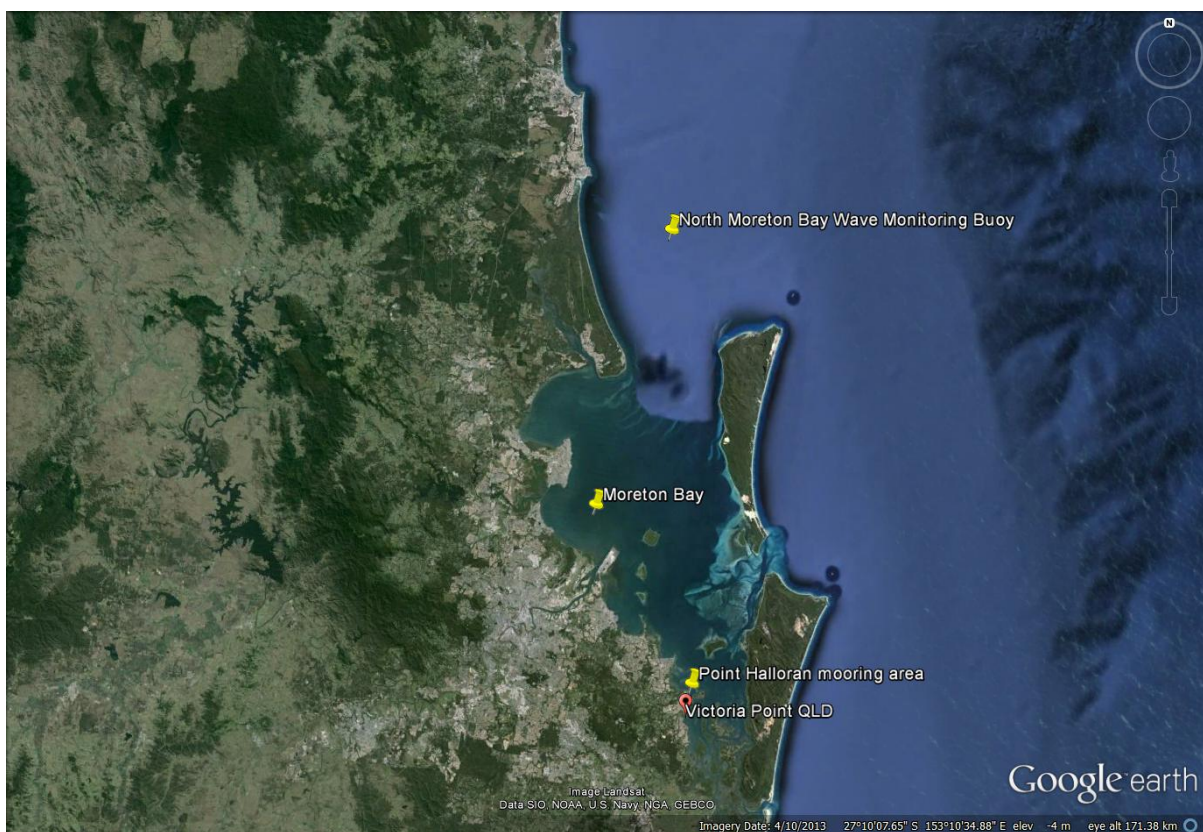 N
North Moreton Bay Wave Monitoring Buoy
Moreton Bay
Point Halloran mooring area
Victoria Point QLD
Google earth
Image Landsat
Data SIO, NOAA, U.S. Navy, NGA, GEBCO
Imagery Date: 4/10/2013 27°10'07.65" S 153°10'34.88" E elev -4 m eye alt 171.38 km